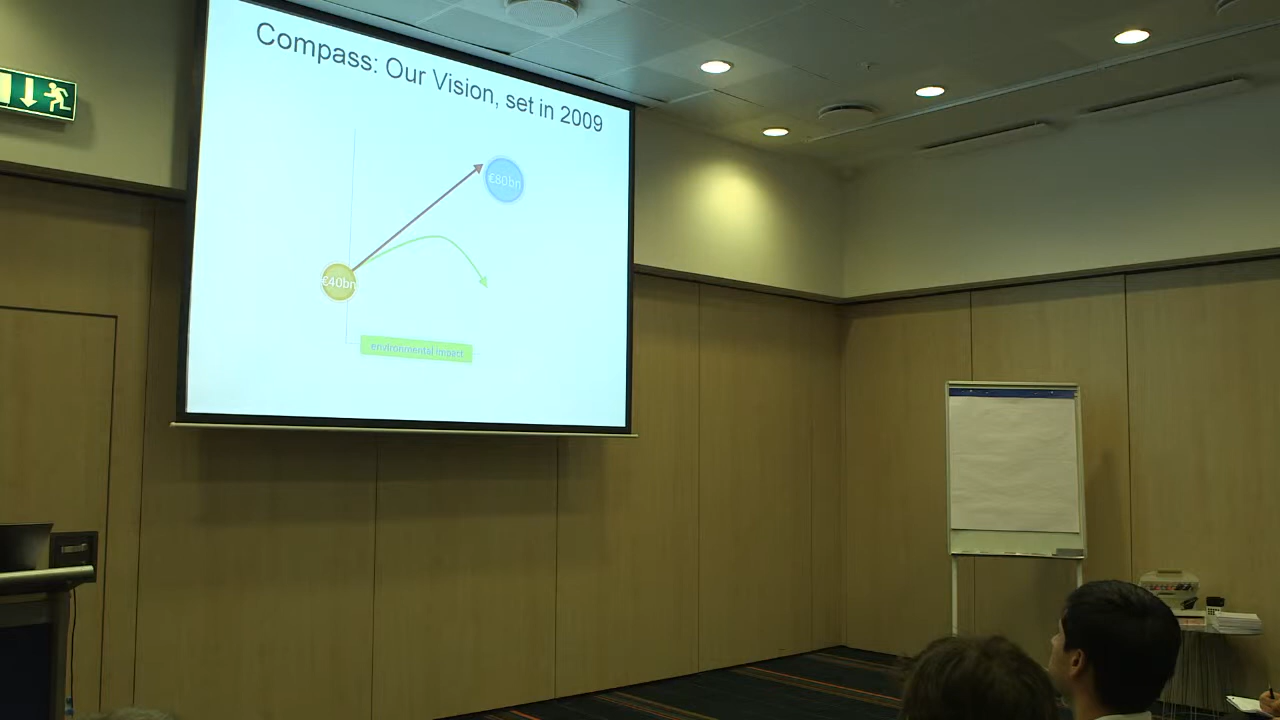 Compass: Our Vision, set in 2009
€80bn
€40bn
environmental impact